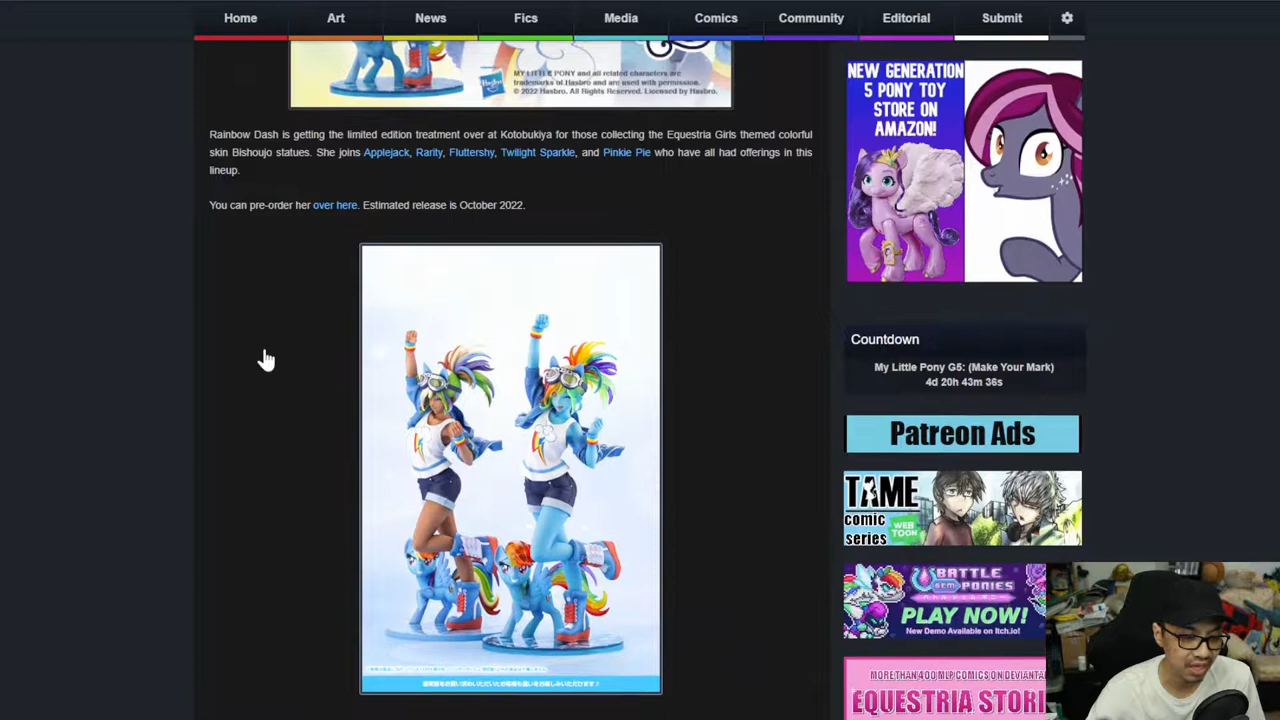 Home Art News Fics Media Comics Community Editorial Submit
MY LITTLE PONY and all related characters are
trademarks of Hasbro and are used with permission.
© 2022 Hasbro. All Rights Reserved. Licensed by Hasbro.
Hasbro
Rainbow Dash is getting the limited edition treatment over at Kotobukiya for those collecting the Equestria Girls themed colorful
skin Bishoujo statues. She joins Applejack, Rarity, Fluttershy, Twilight Sparkle, and Pinkie Pie who have all had offerings in this
lineup.
You can pre-order her over here. Estimated release is October 2022.
NEW GENERATION
5 PONY TOY
STORE ON
AMAZON!
Countdown
My Little Pony G5: (Make Your Mark)
4d 20h 43m 36s
Patreon Ads
TAME
comic
series
WEB
TOON
BATTLE
GEM PONIES
PLAY NOW!
New Demo Available on Itch.io!
MORE THAN 400 MLP COMICS ON DEVIANTA
EQUESTRIA STORI